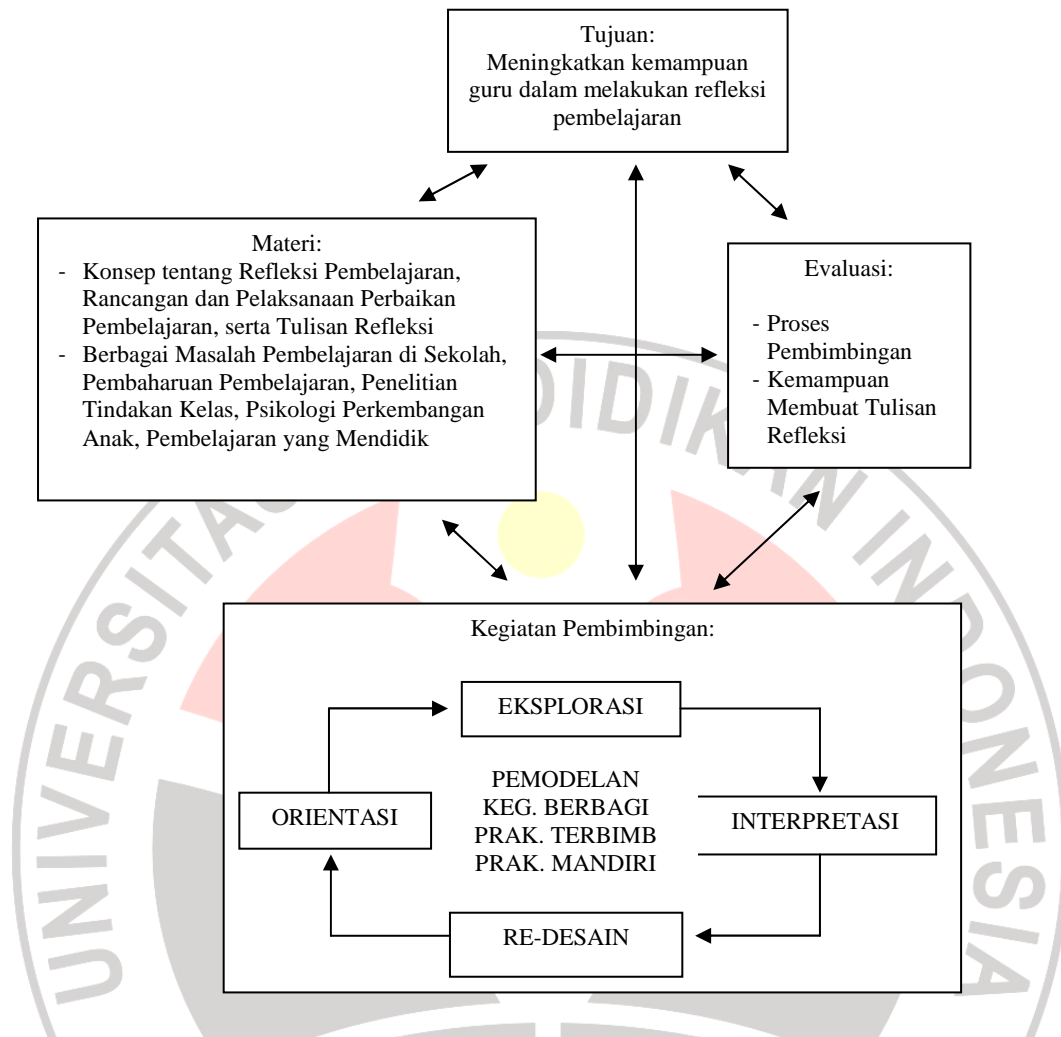 Tujuan:
Meningkatkan kemampuan
guru dalam melakukan refleksi
pembelajaran
Materi:
- Konsep tentang Refleksi Pembelajaran,
Rancangan dan Pelaksanaan Perbaikan
Pembelajaran, serta Tulisan Refleksi
- Berbagai Masalah Pembelajaran di Sekolah,
Pembaharuan Pembelajaran, Penelitian
Tindakan Kelas, Psikologi Perkembangan
Anak, Pembelajaran yang Mendidik
Evaluasi:
- Proses
Pembimbingan
- Kemampuan
Membuat Tulisan
Refleksi
Kegiatan Pembimbingan:
EKSPLORASI
ORIENTASI
PEMODELAN
KEG. BERBAGI
PRAK. TERBIMB
PRAK. MANDIRI
INTERPRETASI
RE-DESAIN
UNIVERSITAS
DIDIKAN INDONESIA